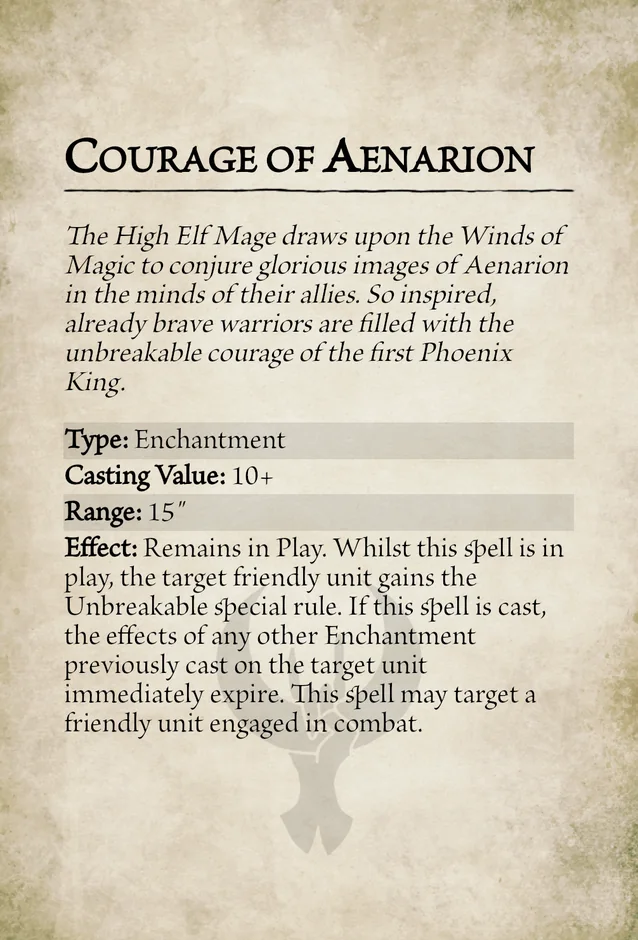 Courage of Aenarion
The High Elf Mage draws upon the Winds of
Magic to conjure glorious images of Aenarion
in the minds of their allies. So inspired,
already brave warriors are filled with the
unbreakable courage of the first Phoenix
King.
Type: Enchantment
Casting Value: 10+
Range: 15"
Effect: Remains in Play. Whilst this spell is in
play, the target friendly unit gains the
Unbreakable special rule. If this spell is cast,
the effects of any other Enchantment
previously cast on the target unit
immediately expire. This spell may target a
friendly unit engaged in combat.